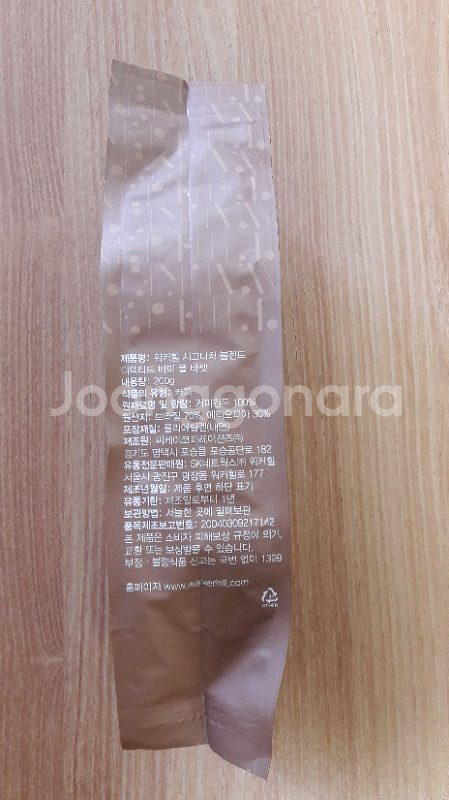 제품명: 워커힐 시그니처 블렌드
디렉티드 바이 폴 바셋
내용량: 200g
식품의 유형: 커피
원재료명 및 함량: 커피원두 100%
원산지: 브라질 70%, 에티오피아 30%
포장재질: 폴리에틸렌(내면)
제조원: 씨케이코퍼레이션즈㈜
경기도 평택시 포승읍 포승공단로 182
유통전문판매원: SK네트웍스㈜ 워커힐
서울시 광진구 광장동 워커힐로 177
제조년월일: 제품 후면 하단 표기
유통기한: 제조일로부터 1년
보관방법: 서늘한 곳에 밀폐보관
품목제조보고번호: 20040309217142
본 제품은 소비자 피해보상 규정에 의거,
교환 또는 보상받을 수 있습니다.
부정·불량식품 신고는 국번 없이 1399
홈페이지 www.walkerhill.com
OTHER
Joongagonara